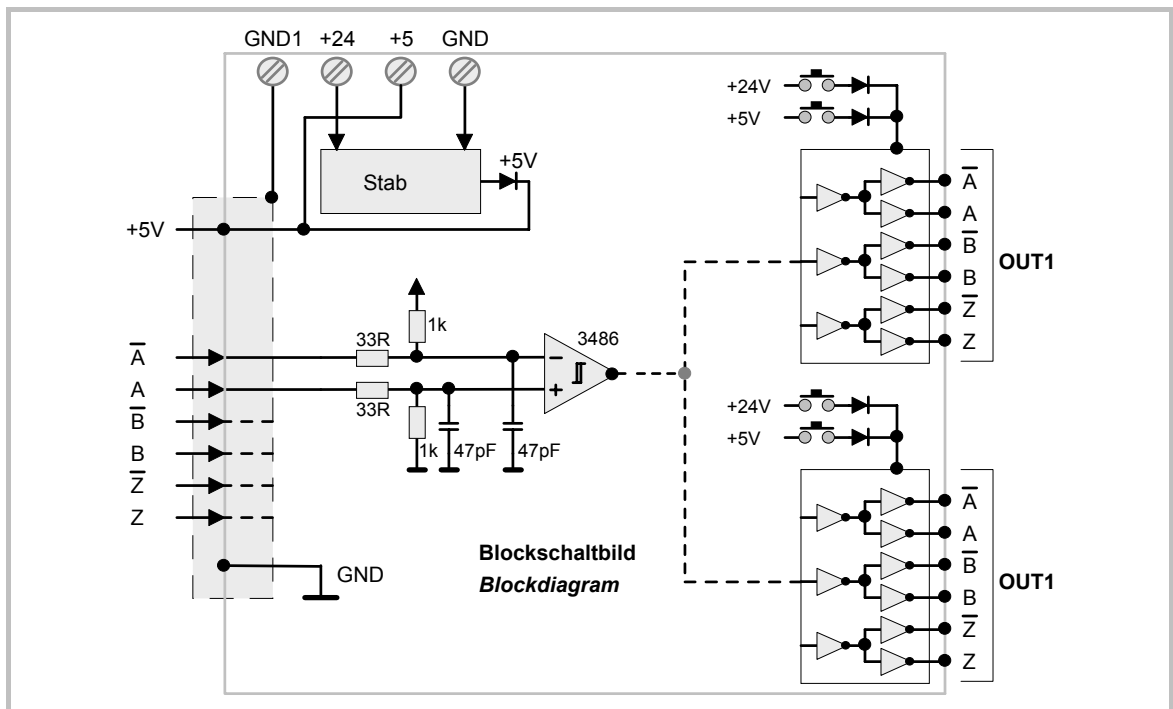 GND1 +24 +5 GND
+24V
+5V
+5V
Stab
+5V
A
A
B
B
Z
Z
OUT1
1k
33R
3486
−
+
33R
1k
47pF
47pF
A
A
B
B
Z
Z
GND
Blockschaltbild
Blockdiagram
+24V
+5V
A
A
B
B
Z
Z
OUT1